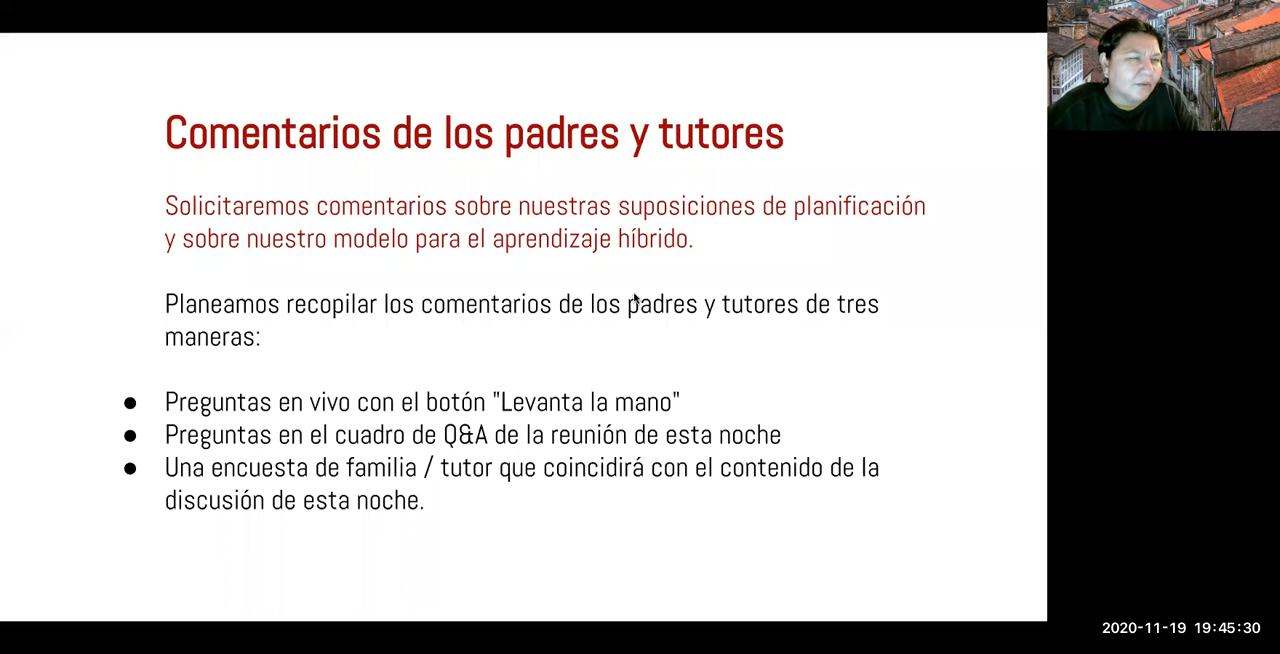 Comentarios de los padres y tutores
Solicitaremos comentarios sobre nuestras suposiciones de planificación
y sobre nuestro modelo para el aprendizaje híbrido.
Planeamos recopilar los comentarios de los padres y tutores de tres
maneras:
● Preguntas en vivo con el botón "Levanta la mano"
● Preguntas en el cuadro de Q&A de la reunión de esta noche
● Una encuesta de familia / tutor que coincidirá con el contenido de la
discusión de esta noche.
2020-11-19 19:45:30